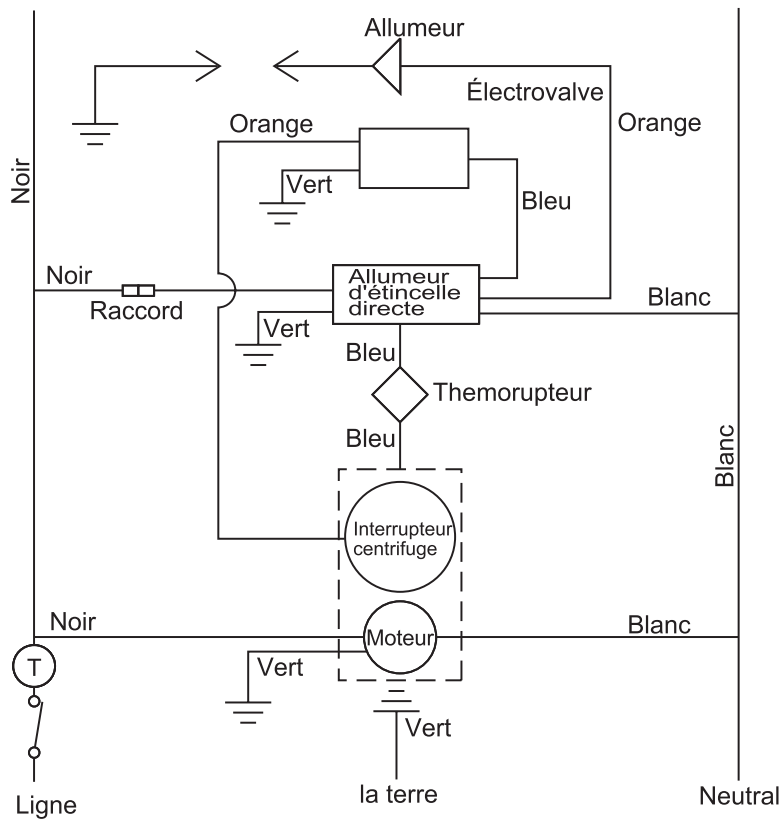 Allumeur
Électrovalve
Orange
Orange
Noir
Vert
Bleu
Noir
Raccord
Allumeur
d'étincelle
directe
Blanc
Vert
Bleu
Themorupteur
Bleu
Blanc
Interrupteur
centrifuge
Noir
Moteur
Blanc
T
Vert
Vert
Ligne
la terre
Neutral